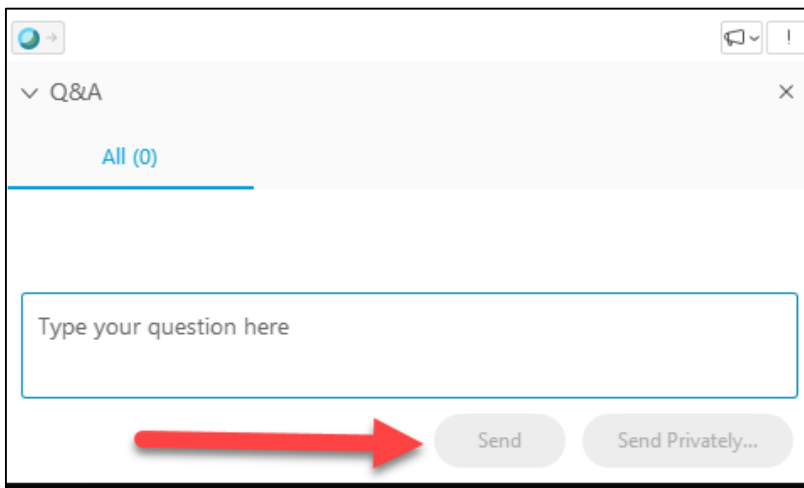 Q&A
All (0)
Type your question here
Send
Send Privately...